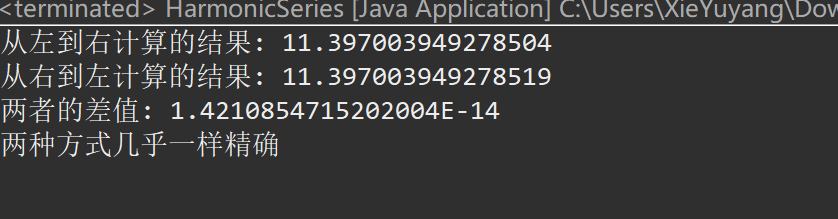 <terminated> HarmonicSeries [Java Application] C:\Users\XieYuyang\Dow
从左到右计算的结果: 11.397003949278504
从右到左计算的结果: 11.397003949278519
两者的差值: 1.4210854715202004E-14
两种方式几乎一样精确